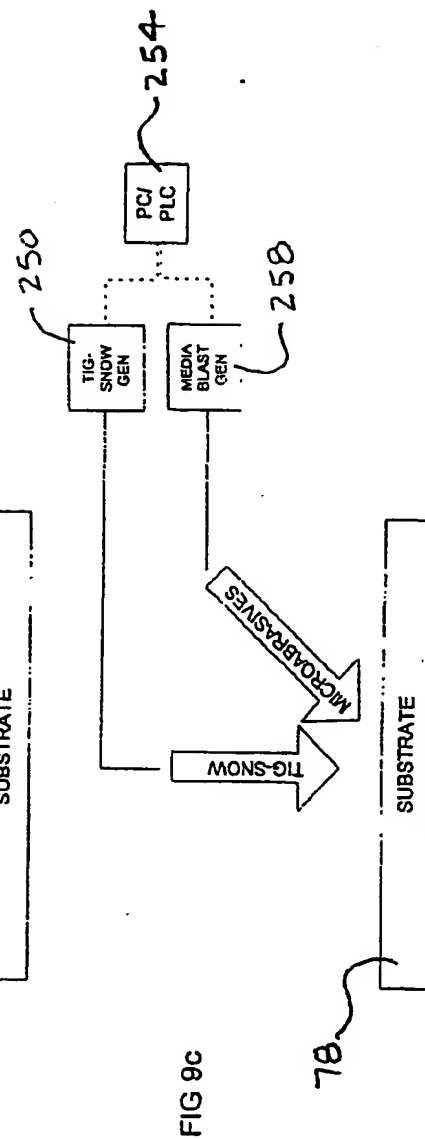 SUBSTRATE
254
250
PC/
PLC
TIG-
SNOW
GEN
MEDIA
BLAST
GEN
258
MICROABRASIVES
TIG-SNOW
SUBSTRATE
FIG 9c
78